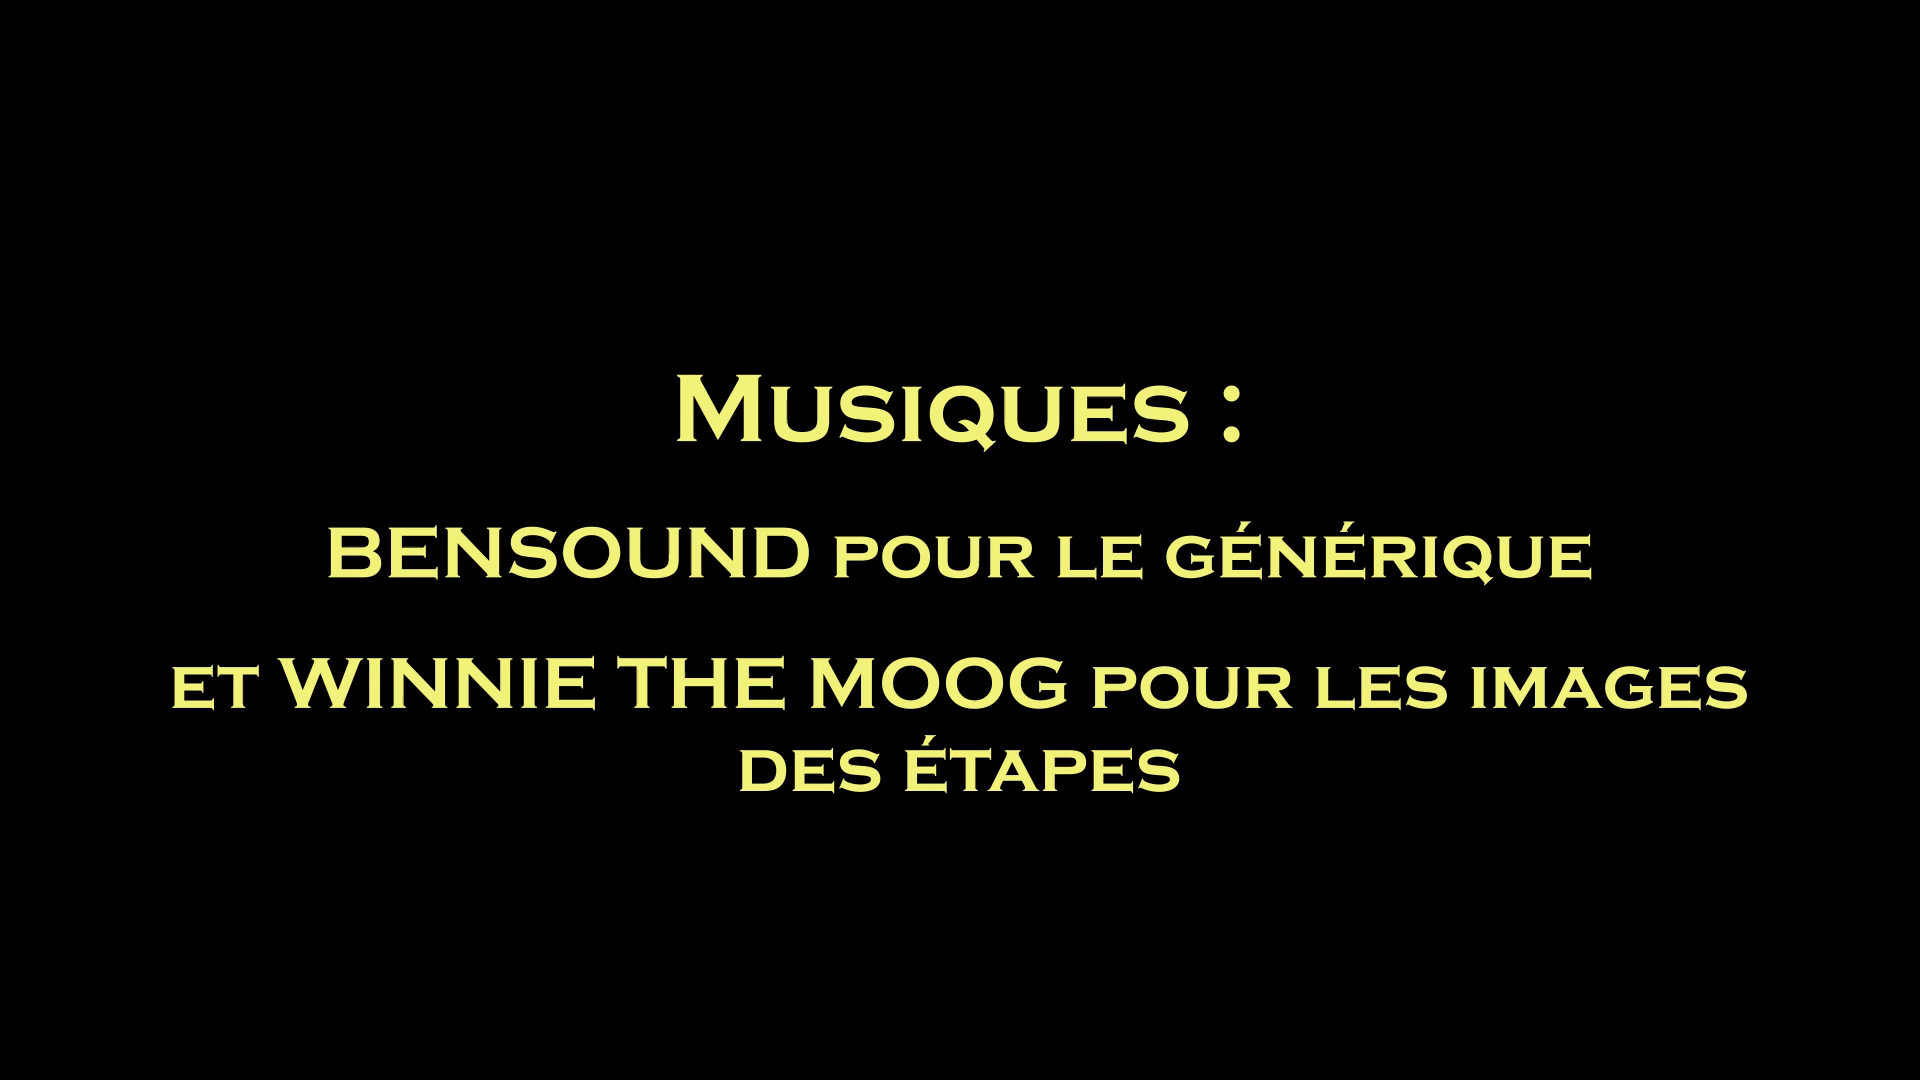 Musiques :
BENSOUND pour le générique
et WINNIE THE MOOG pour les images
des étapes